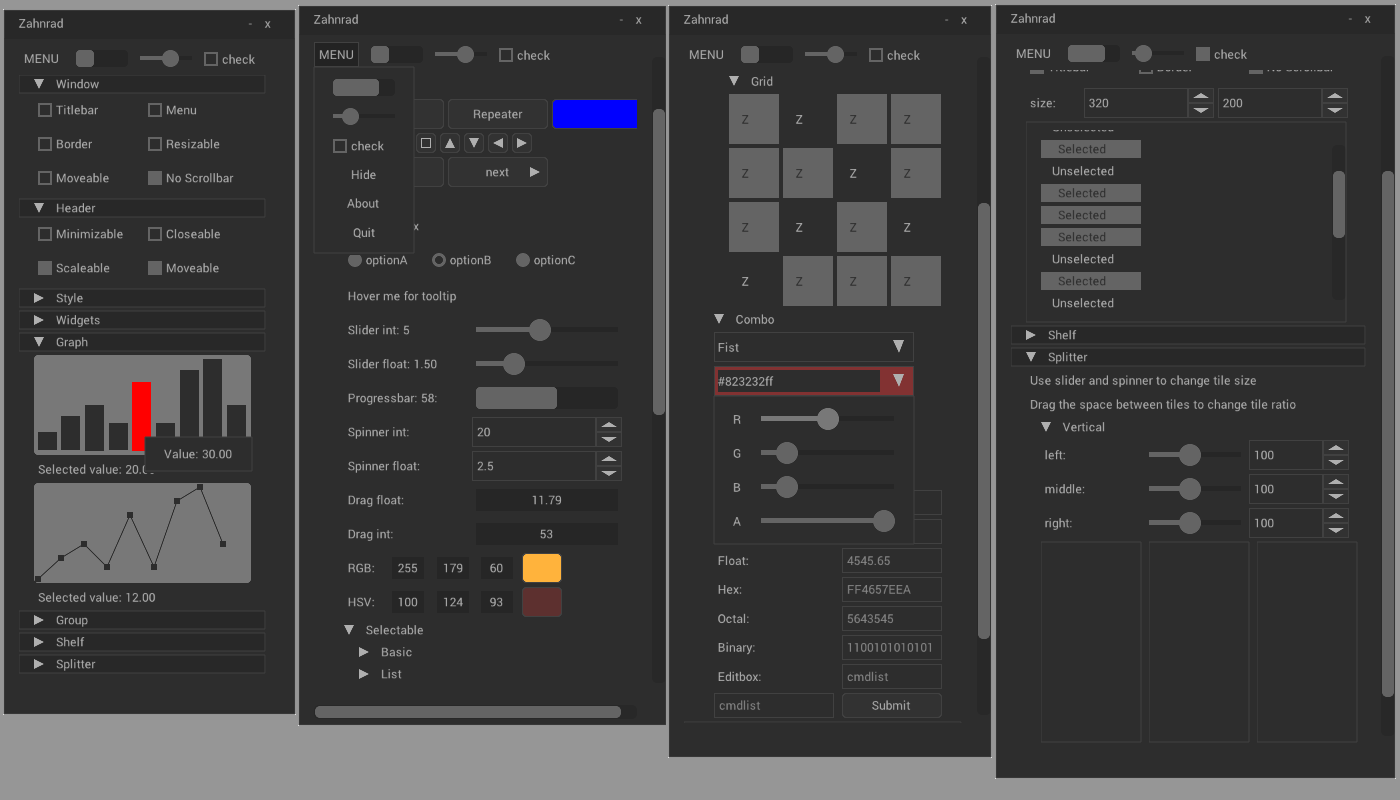 Zahnrad - x
MENU check
Window
Titlebar Menu
Border Resizable
Moveable No Scrollbar
Header
Minimizable Closeable
Scaleable Moveable
Style
Widgets
Graph
Value: 30.00
Selected value: 20.0
Selected value: 12.00
Group
Shelf
Splitter
Zahnrad - x
MENU check
Repeater
check
Hide
next
About
Quit x
optionA optionB optionC
Hover me for tooltip
Slider int: 5
Slider float: 1.50
Progressbar: 58:
Spinner int: 20
Spinner float: 2.5
Drag float: 11.79
Drag int: 53
RGB: 255 179 60
HSV: 100 124 93
Selectable
Basic
List
Zahnrad - x
MENU check
Grid
Z Z Z Z
Z Z Z Z
Z Z Z Z
Z Z Z Z
Combo
Fist
#823232ff
R
G
B
A
Float: 4545.65
Hex: FF4657EEA
Octal: 5643545
Binary: 1100101010101
Editbox: cmdlist
cmdlist Submit
Zahnrad - x
MENU check
Titlebar Border No Scrollbar
size: 320 200
Unselected
Selected
Unselected
Selected
Selected
Selected
Unselected
Selected
Unselected
Shelf
Splitter
Use slider and spinner to change tile size
Drag the space between tiles to change tile ratio
Vertical
left: 100
middle: 100
right: 100